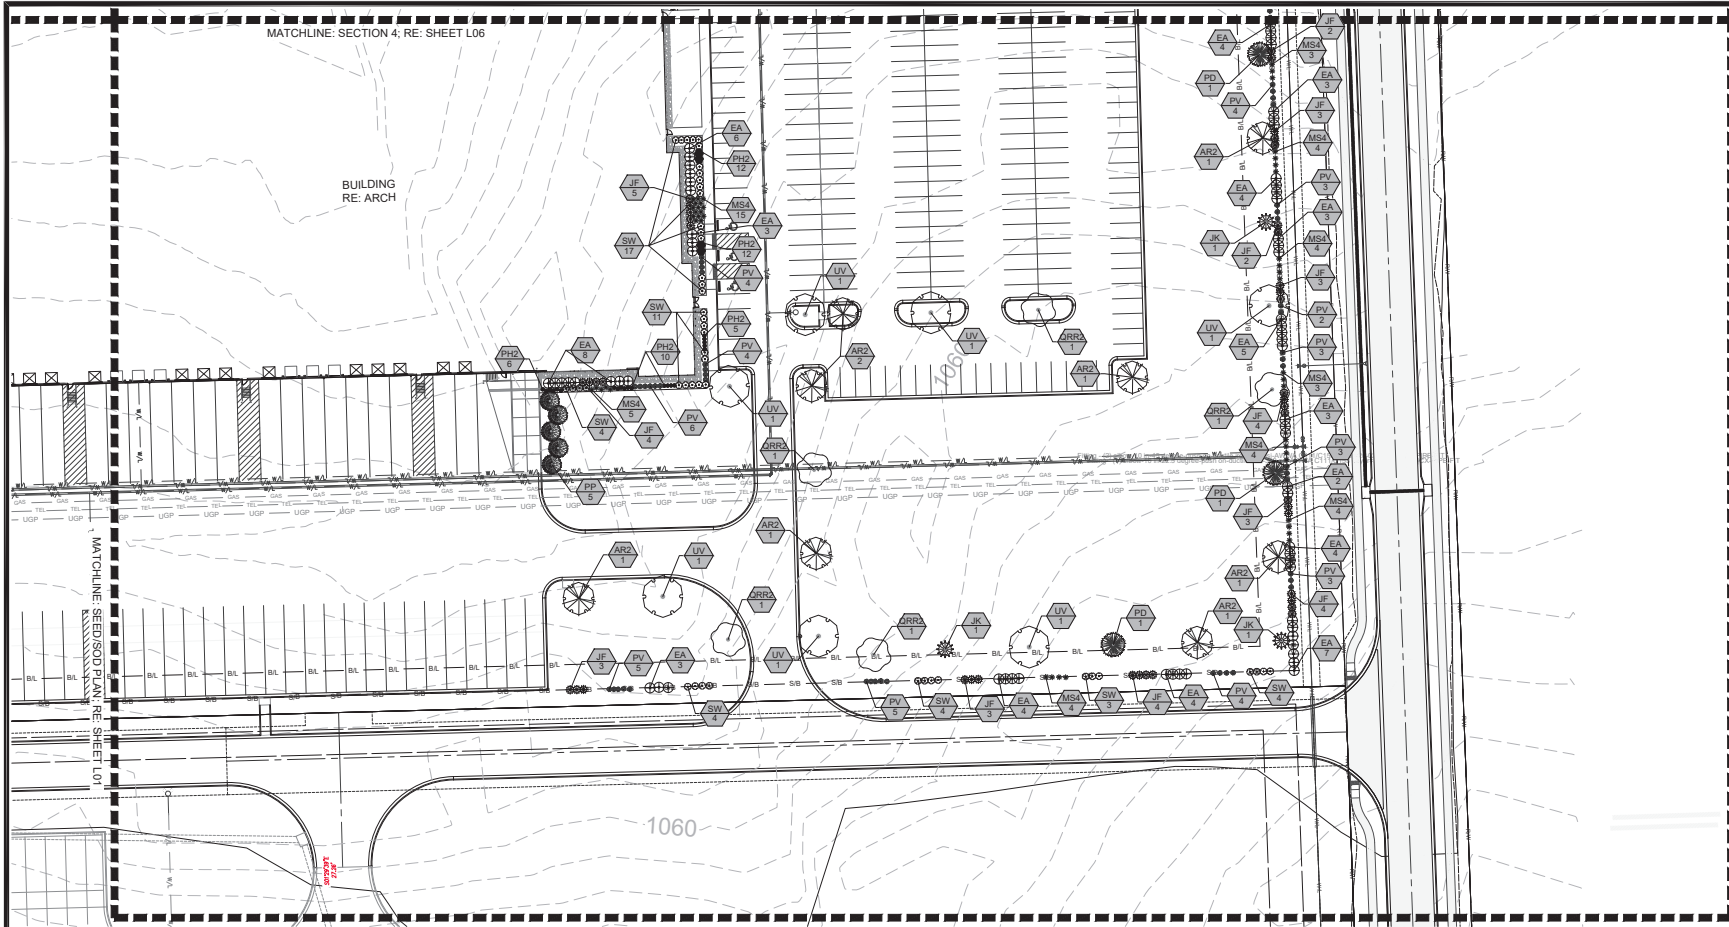 MATCHLINE: SECTION 4; RE: SHEET L06
BUILDING
RE: ARCH
MATCHLINE: SEED/SOD PLAN; RE: SHEET L01
1060
1060
EA
6
PH2
12
JF
5
MS4
15
EA
3
SW
17
PH2
12
PV
4
UV
1
SW
11
PH2
5
PV
4
EA
8
PH2
10
PH2
6
AR2
2
UV
1
QRR2
1
AR2
1
MS4
5
SW
4
JF
4
PV
6
UV
1
QRR2
1
PP
5
AR2
1
AR2
1
UV
1
QRR2
1
JF
3
PV
5
EA
3
SW
4
UV
1
QRR2
1
JK
1
UV
1
PD
1
AR2
1
JK
1
PV
5
SW
4
JF
3
EA
4
MS4
4
SW
3
JF
4
EA
4
PV
4
SW
4
JF
2
EA
4
MS4
3
PD
1
EA
3
PV
4
JF
3
MS4
4
AR2
1
PV
3
EA
4
EA
3
JK
1
MS4
4
JF
2
JF
3
PV
2
UV
1
EA
5
PV
3
MS4
3
QRR2
1
JF
4
EA
3
MS4
4
PV
3
EA
2
PD
1
MS4
4
JF
3
EA
4
AR2
1
PV
3
JF
4
EA
7
GAS
TEL
UGP
W/L
B/L
S/B